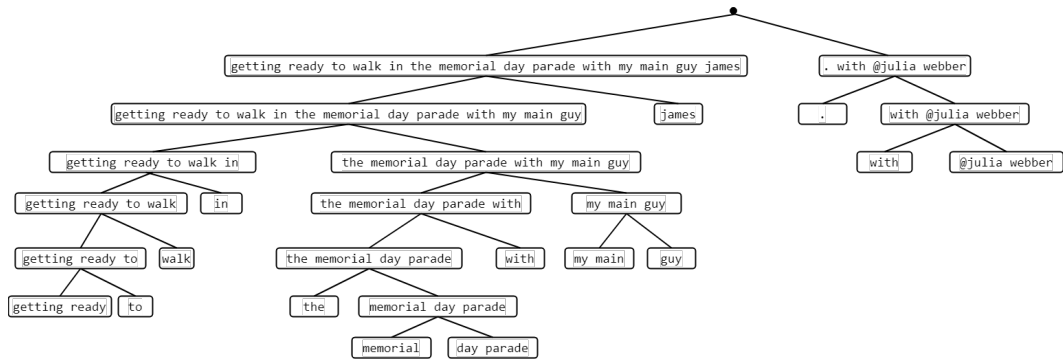 getting ready to walk in the memorial day parade with my main guy james
. with @julia webber
getting ready to walk in the memorial day parade with my main guy
james
.
with @julia webber
getting ready to walk in
the memorial day parade with my main guy
with
@julia webber
getting ready to walk
in
the memorial day parade with
my main guy
getting ready to
walk
the memorial day parade
with
my main
guy
getting ready
to
the
memorial day parade
memorial
day parade